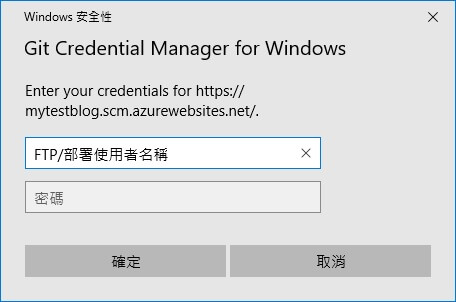 Windows 安全性
Git Credential Manager for Windows
Enter your credentials for https://
mytestblog.scm.azurewebsites.net/.
FTP/部署使用者名稱
密碼
確定
取消